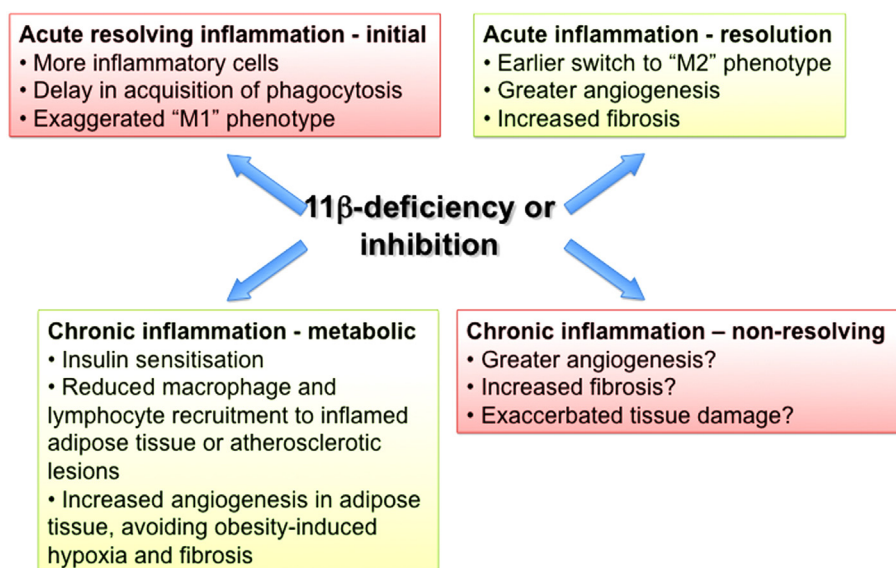 Acute resolving inflammation - initial
• More inflammatory cells
• Delay in acquisition of phagocytosis
• Exaggerated “M1” phenotype
Acute inflammation - resolution
• Earlier switch to “M2” phenotype
• Greater angiogenesis
• Increased fibrosis
11β-deficiency or
inhibition
Chronic inflammation - metabolic
• Insulin sensitisation
• Reduced macrophage and
lymphocyte recruitment to inflamed
adipose tissue or atherosclerotic
lesions
• Increased angiogenesis in adipose
tissue, avoiding obesity-induced
hypoxia and fibrosis
Chronic inflammation – non-resolving
• Greater angiogenesis?
• Increased fibrosis?
• Exaccerbated tissue damage?